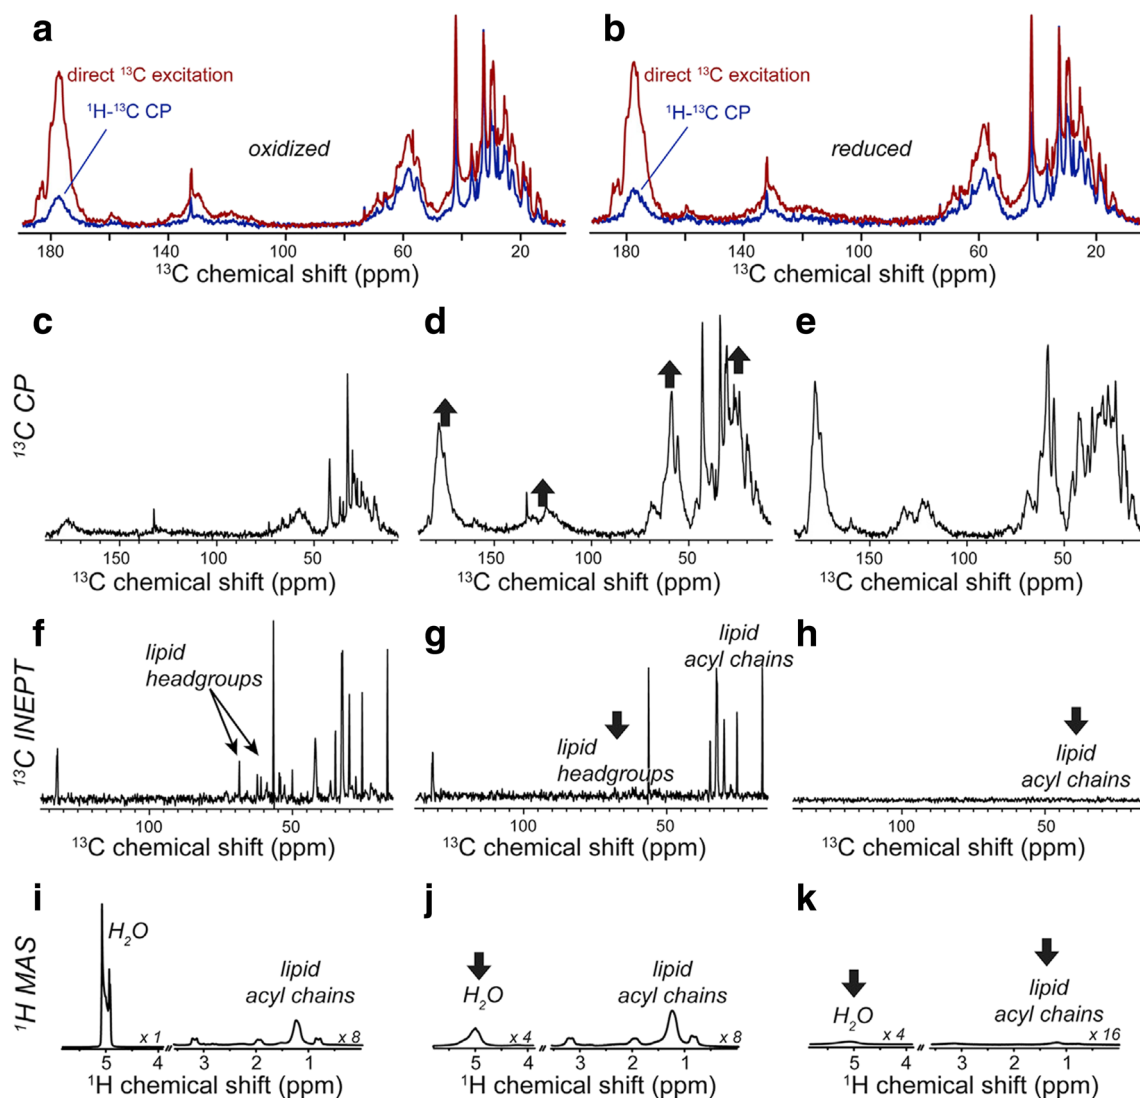 a
b
direct ¹³C excitation
¹H-¹³C CP
oxidized
180
140
100
60
20
¹³C chemical shift (ppm)
direct ¹³C excitation
¹H-¹³C CP
reduced
180
140
100
60
20
¹³C chemical shift (ppm)
c
d
e
¹³C CP
150
100
50
¹³C chemical shift (ppm)
150
100
50
¹³C chemical shift (ppm)
150
100
50
¹³C chemical shift (ppm)
f
g
h
¹³C INEPT
lipid
headgroups
100
50
¹³C chemical shift (ppm)
lipid
acyl chains
lipid
headgroups
100
50
¹³C chemical shift (ppm)
lipid
acyl chains
100
50
¹³C chemical shift (ppm)
i
j
k
¹H MAS
H₂O
lipid
acyl chains
x 1
x 8
5
4
3
2
1
¹H chemical shift (ppm)
H₂O
lipid
acyl chains
x 4
x 8
5
4
3
2
1
¹H chemical shift (ppm)
H₂O
lipid
acyl chains
x 4
x 16
5
4
3
2
1
¹H chemical shift (ppm)